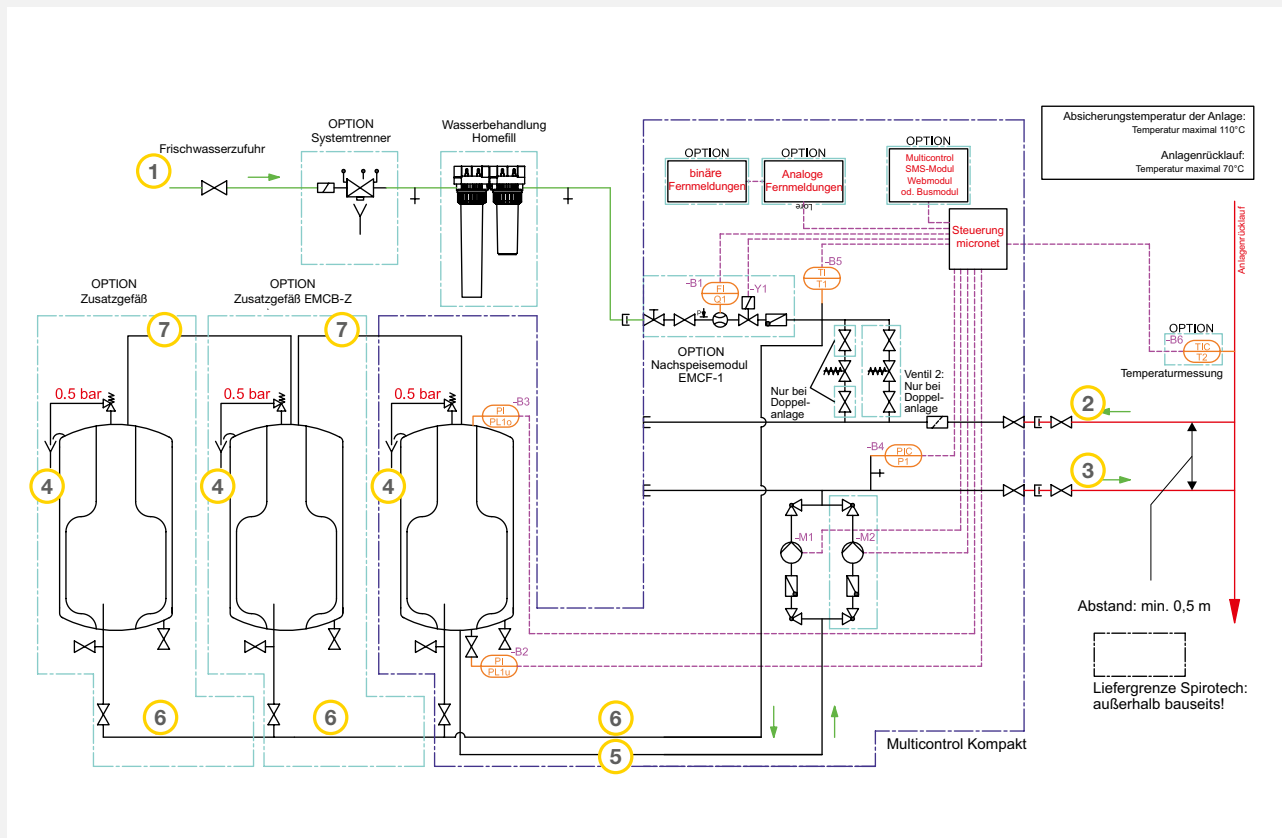 OPTION
Systemtrenner
Wasserbehandlung
Homefill
Frischwasserzufuhr
1
OPTION
binäre
Fernmeldungen
OPTION
Analoge
Fernmeldungen
OPTION
Multicontrol
SMS-Modul
Webmodul
od. Busmodul
Absicherungstemperatur der Anlage:
Temperatur maximal 110°C
Anlagenrücklauf:
Temperatur maximal 70°C
Anlagenrücklauf
Steuerung
micronet
-B5
TI
T1
-B1
FI
Q1
-Y1
OPTION
Zusatzgefäß
OPTION
Zusatzgefäß EMCB-Z
7
7
OPTION
Nachspeisemodul
EMCF-1
Nur bei
Doppel-
anlage
Ventil 2:
Nur bei
Doppel-
anlage
OPTION
-B6
TIC
T2
Temperaturmessung
0.5 bar
0.5 bar
0.5 bar
-B3
PI
PL1o
2
-B4
PIC
P1
3
4
4
4
-M1
-M2
Abstand: min. 0,5 m
-B2
PI
PL1u
Liefergrenze Spirotech:
außerhalb bauseits!
6
6
6
5
Multicontrol Kompakt